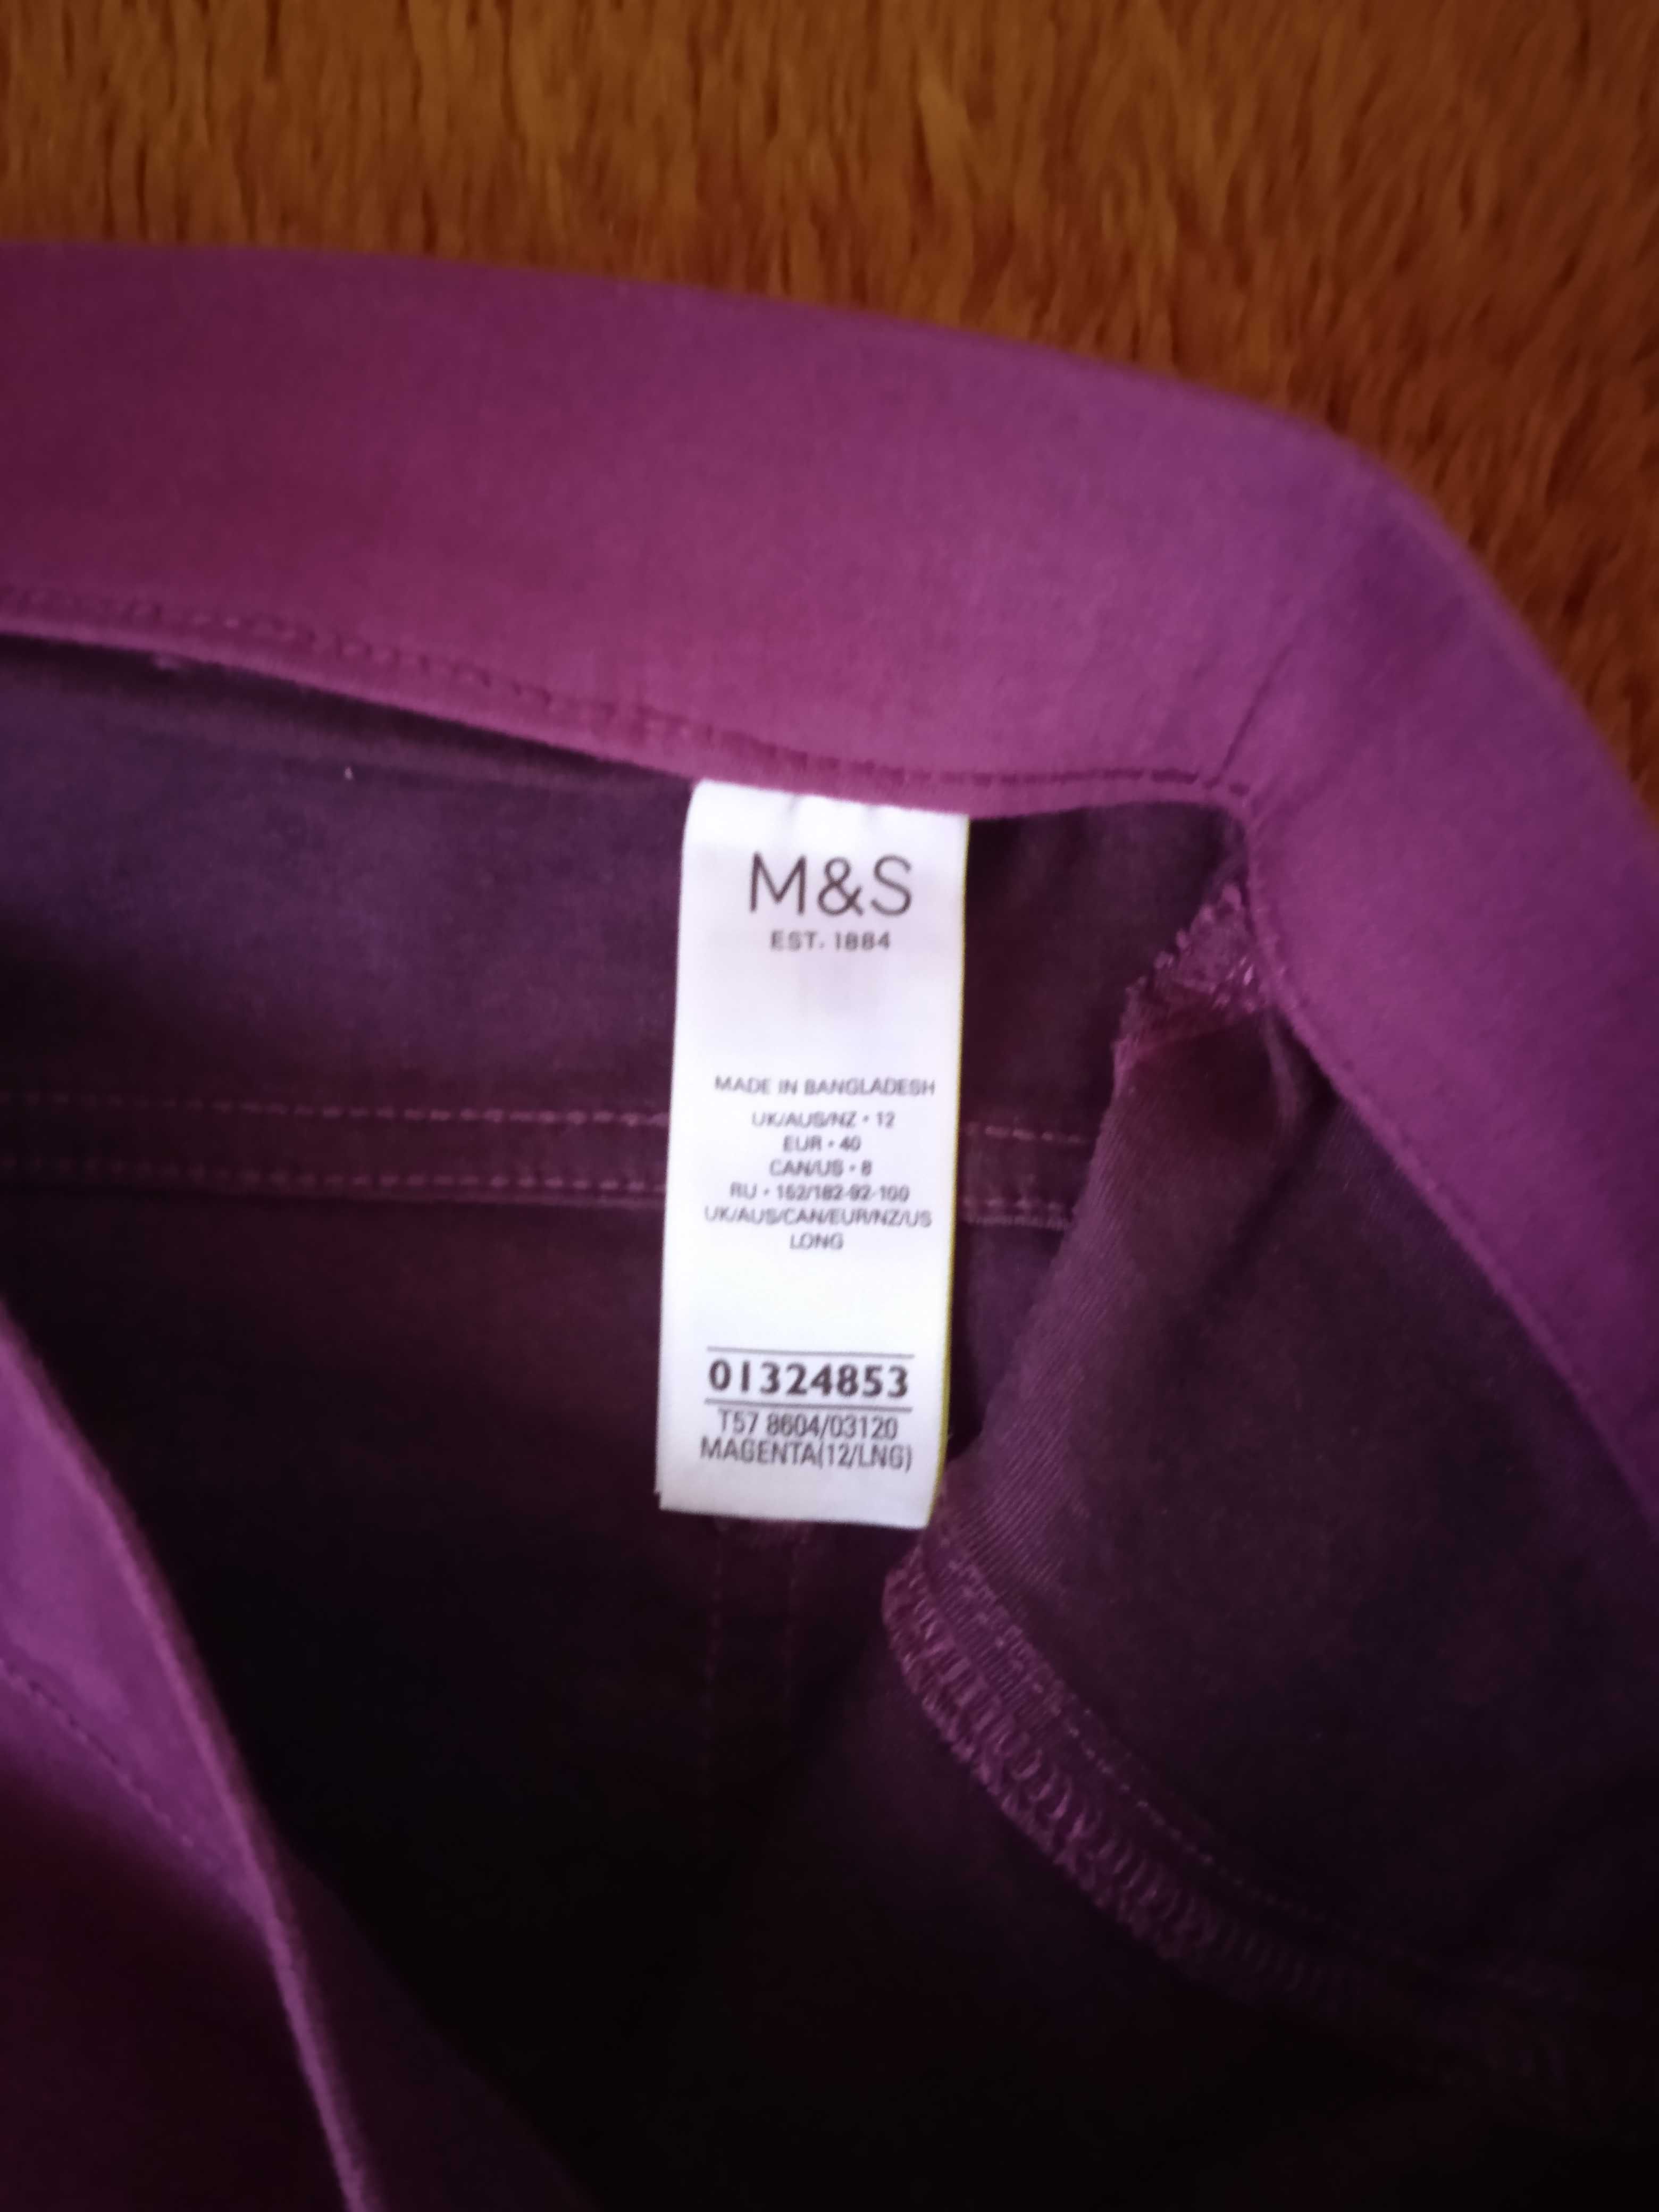 M&S
EST. 1884
MADE IN BANGLADESH
UK/AUS/NZ • 12
EUR • 40
CAN/US • 8
RU • 162/182-92-100
UK/AUS/CAN/EUR/NZ/US
LONG
01324853
T57 8604/03120
MAGENTA(12/LNG)